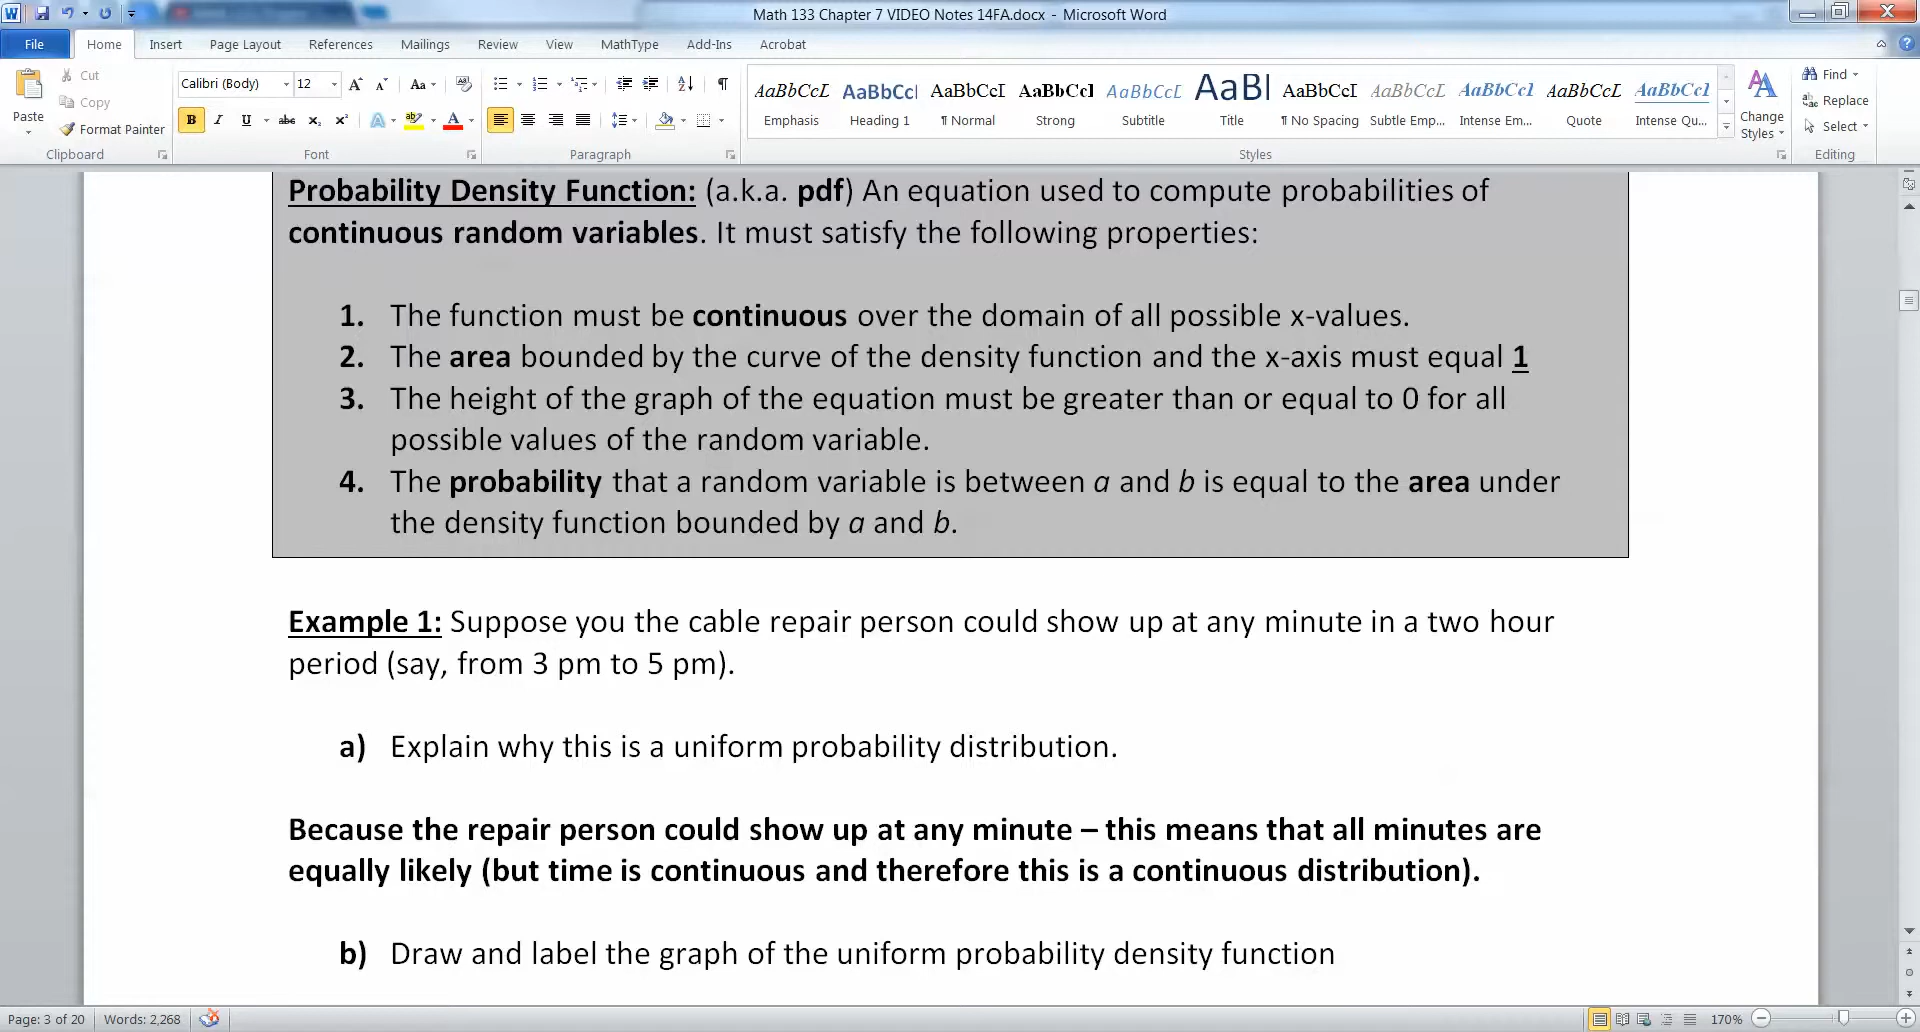 Math 133 Chapter 7 VIDEO Notes 14FA.docx - Microsoft Word
File Home Insert Page Layout References Mailings Review View MathType Add-Ins Acrobat
Paste
Cut
Copy
Format Painter
Clipboard
Calibri (Body) 12
Font
Paragraph
AaBbCcL AaBbCcI AaBbCcI AaBbCcI AaBbCcL AaBI AaBbCcI AaBbCcL AaBbCcI AaBbCcL AaBbCcI
Emphasis Heading 1 ¶ Normal Strong Subtitle Title ¶ No Spacing Subtle Emp... Intense Em... Quote Intense Qu...
Styles
Change
Styles
Find
Replace
Select
Editing
Probability Density Function: (a.k.a. pdf) An equation used to compute probabilities of
continuous random variables. It must satisfy the following properties:
1. The function must be continuous over the domain of all possible x-values.
2. The area bounded by the curve of the density function and the x-axis must equal 1
3. The height of the graph of the equation must be greater than or equal to 0 for all
possible values of the random variable.
4. The probability that a random variable is between a and b is equal to the area under
the density function bounded by a and b.
Example 1: Suppose you the cable repair person could show up at any minute in a two hour
period (say, from 3 pm to 5 pm).
a) Explain why this is a uniform probability distribution.
Because the repair person could show up at any minute – this means that all minutes are
equally likely (but time is continuous and therefore this is a continuous distribution).
b) Draw and label the graph of the uniform probability density function
Page: 3 of 20 Words: 2,268 170%